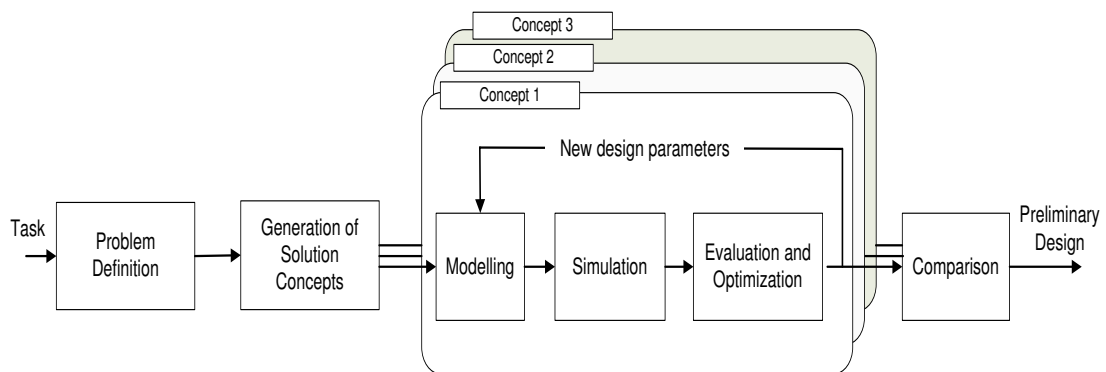 Concept 3
Concept 2
Concept 1
New design parameters
Task
Problem
Definition
Generation of
Solution
Concepts
Modelling
Simulation
Evaluation and
Optimization
Comparison
Preliminary
Design